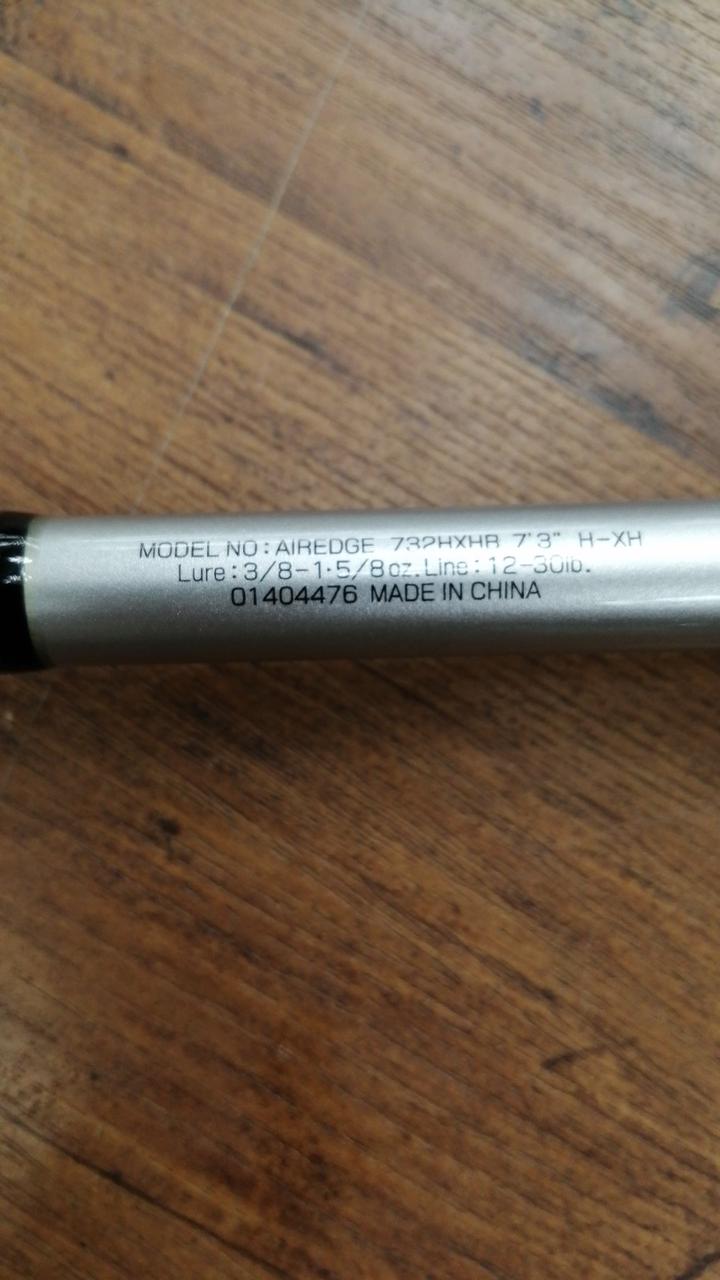 MODEL NO:AIREDGE 732HXHB 7'3" H-XH
Lure:3/8-1·5/8oz.Line:12-30lb.
01404476 MADE IN CHINA